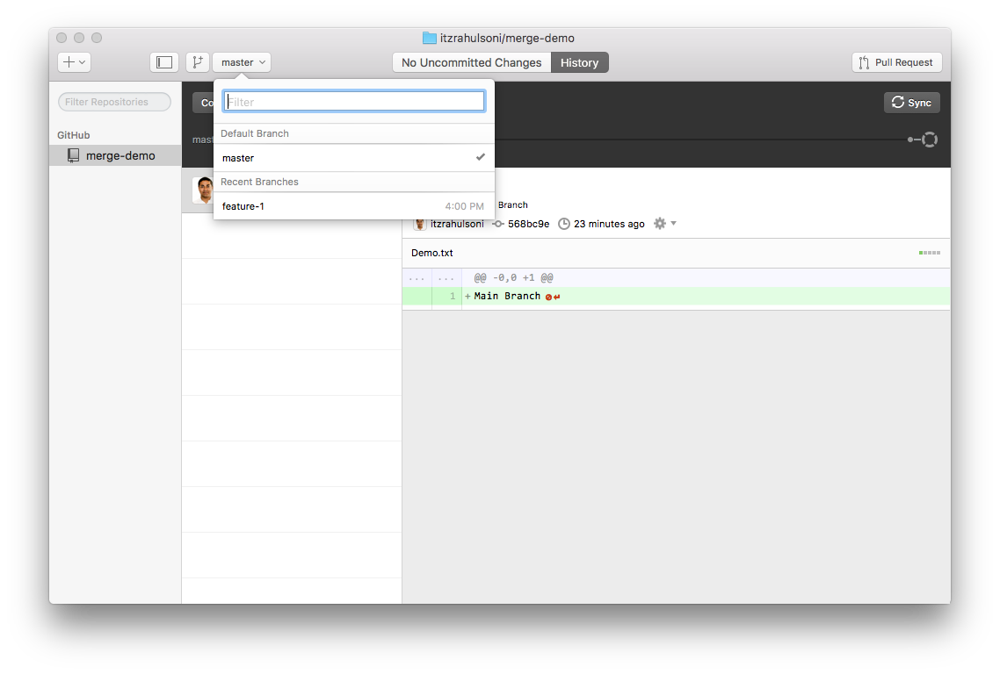 itzrahulsoni/merge-demo
master
No Uncommitted Changes
History
Pull Request
Filter Repositories
GitHub
merge-demo
Filter
Default Branch
master
Recent Branches
feature-1 4:00 PM
Sync
Branch
itzrahulsoni 568bc9e 23 minutes ago
Demo.txt
... ... @@ -0,0 +1 @@
1 +Main Branch